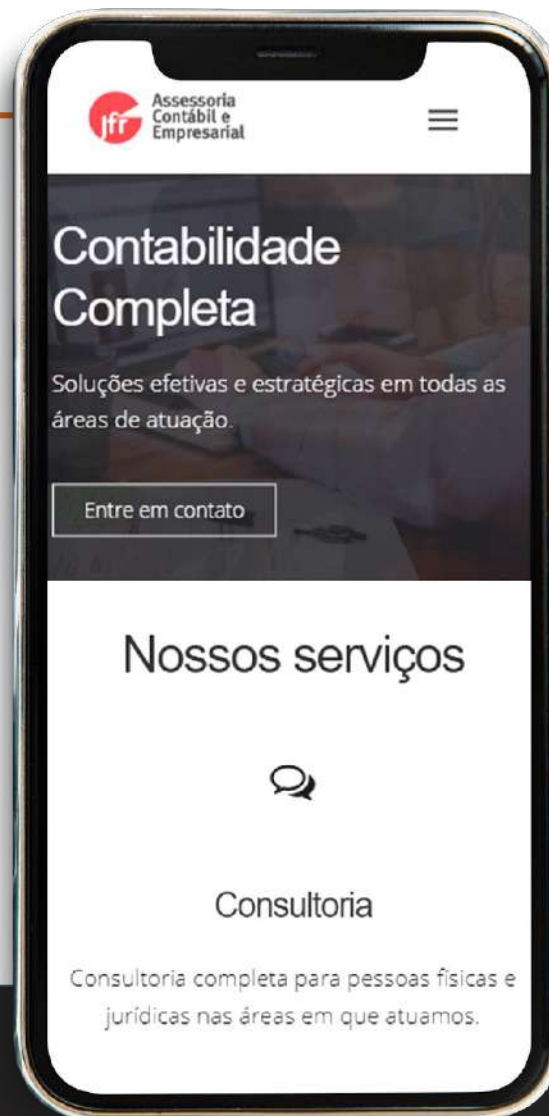 jfr
Assessoria
Contábil e
Empresarial
Contabilidade
Completa
Soluções efetivas e estratégicas em todas as
áreas de atuação.
Entre em contato
Nossos serviços
Consultoria
Consultoria completa para pessoas físicas e
jurídicas nas áreas em que atuamos.